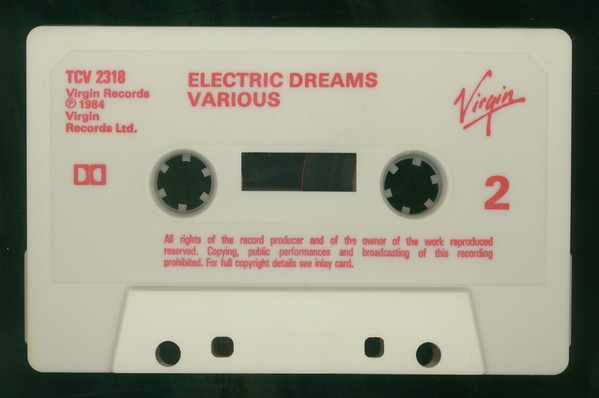 TCV 2318
Virgin Records
℗ 1984
Virgin
Records Ltd.
ELECTRIC DREAMS
VARIOUS
Virgin
2
All rights of the record producer and of the owner of the work reproduced
reserved. Copying, public performances and broadcasting of this recording
prohibited. For full copyright details see inlay card.